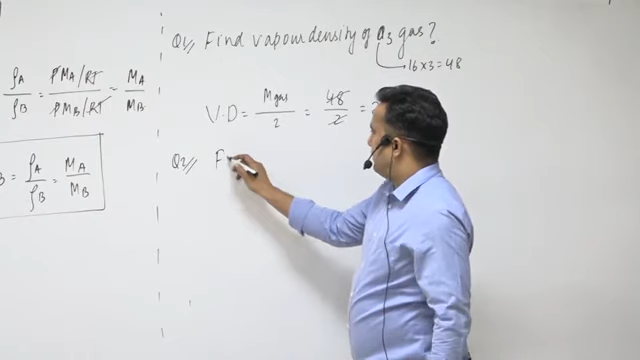 Q1 Find vapour density of O3 gas?
16×3=48
ρA/ρB = PMA/RT / PMB/RT = MA/MB
V.D = Mgas/2 = 48/2 =
B = ρA/ρB = MA/MB
Q2 F